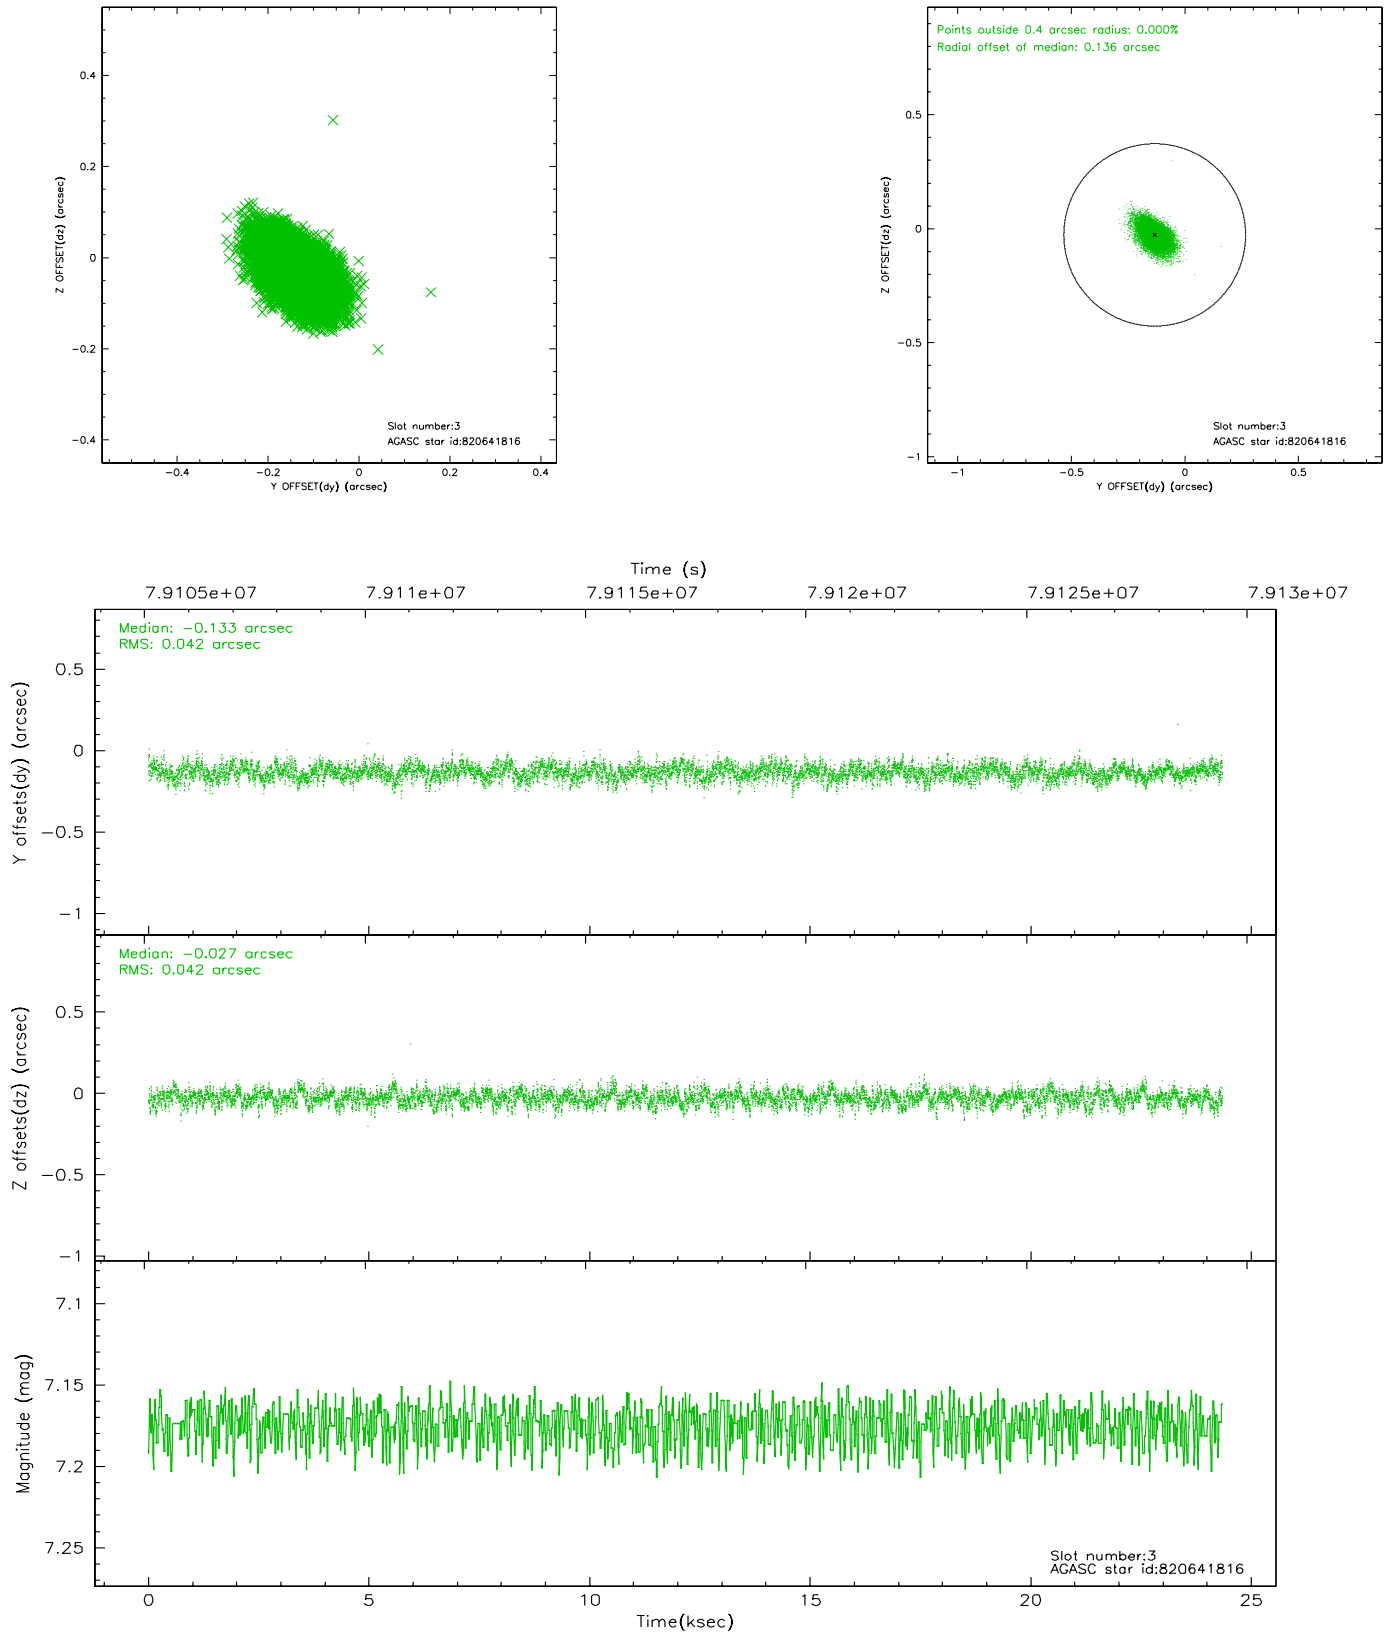 0.4
0.2
0
−0.2
−0.4
Z OFFSET(dz) (arcsec)
Slot number:3
AGASC star id:820641816
−0.4 −0.2 0 0.2 0.4
Y OFFSET(dy) (arcsec)
Points outside 0.4 arcsec radius: 0.000%
Radial offset of median: 0.136 arcsec
0.5
0
−0.5
−1
Z OFFSET(dz) (arcsec)
Slot number:3
AGASC star id:820641816
−1 −0.5 0 0.5
Y OFFSET(dy) (arcsec)
Time (s)
7.9105e+07 7.911e+07 7.9115e+07 7.912e+07 7.9125e+07 7.913e+07
Median: −0.133 arcsec
RMS: 0.042 arcsec
0.5
0
−0.5
−1
Y offsets(dy) (arcsec)
Median: −0.027 arcsec
RMS: 0.042 arcsec
0.5
0
−0.5
−1
Z offsets(dz) (arcsec)
7.1
7.15
7.2
7.25
Magnitude (mag)
Slot number:3
AGASC star id:820641816
0 5 10 15 20 25
Time(ksec)